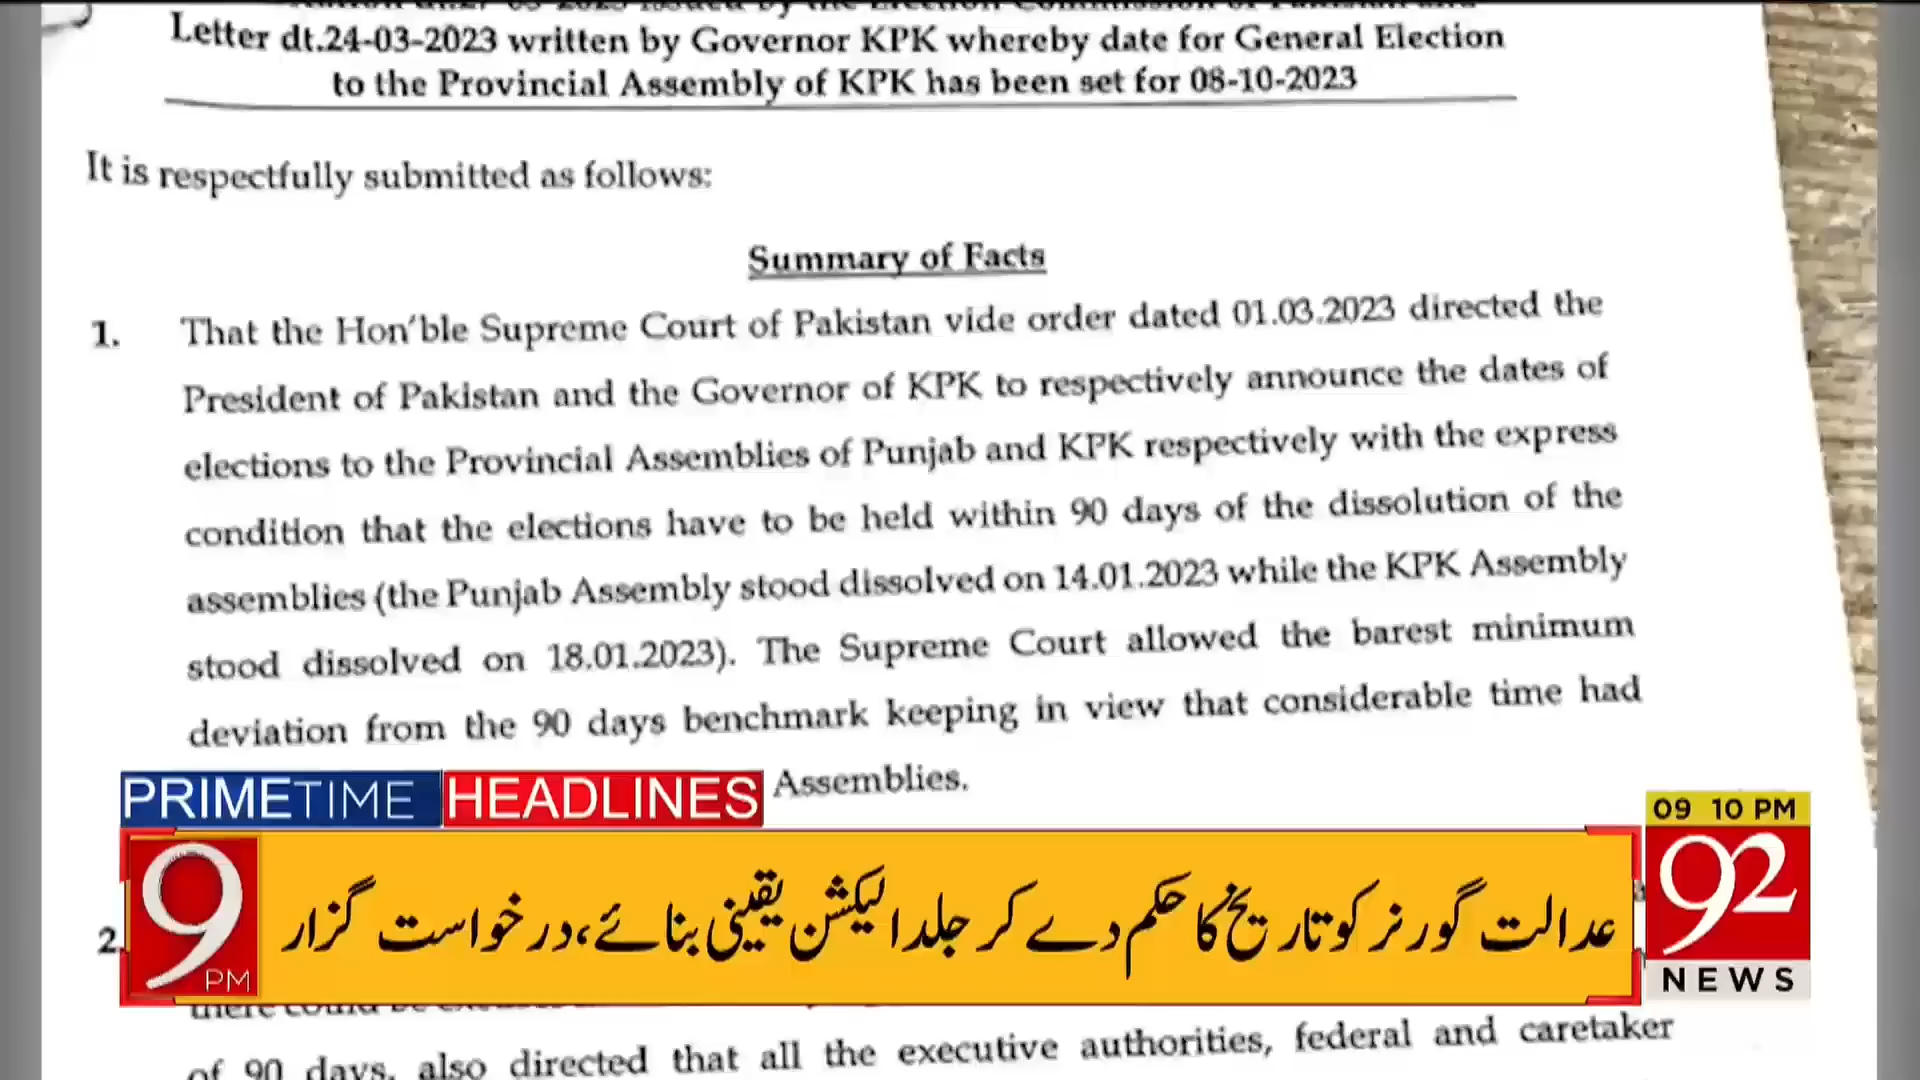 Letter dt.24-03-2023 written by Governor KPK whereby date for General Election
to the Provincial Assembly of KPK has been set for 08-10-2023
It is respectfully submitted as follows:
Summary of Facts
1. That the Hon'ble Supreme Court of Pakistan vide order dated 01.03.2023 directed the
President of Pakistan and the Governor of KPK to respectively announce the dates of
elections to the Provincial Assemblies of Punjab and KPK respectively with the express
condition that the elections have to be held within 90 days of the dissolution of the
assemblies (the Punjab Assembly stood dissolved on 14.01.2023 while the KPK Assembly
stood dissolved on 18.01.2023). The Supreme Court allowed the barest minimum
deviation from the 90 days benchmark keeping in view that considerable time had
Assemblies.
PRIMETIME HEADLINES
09 10 PM
9 PM
عدالت گورنر کو تاریخ کا حکم دے کر جلد الیکشن یقینی بنائے، درخواست گزار
92
NEWS
2.
of 90 days, also directed that all the executive authorities, federal and caretaker